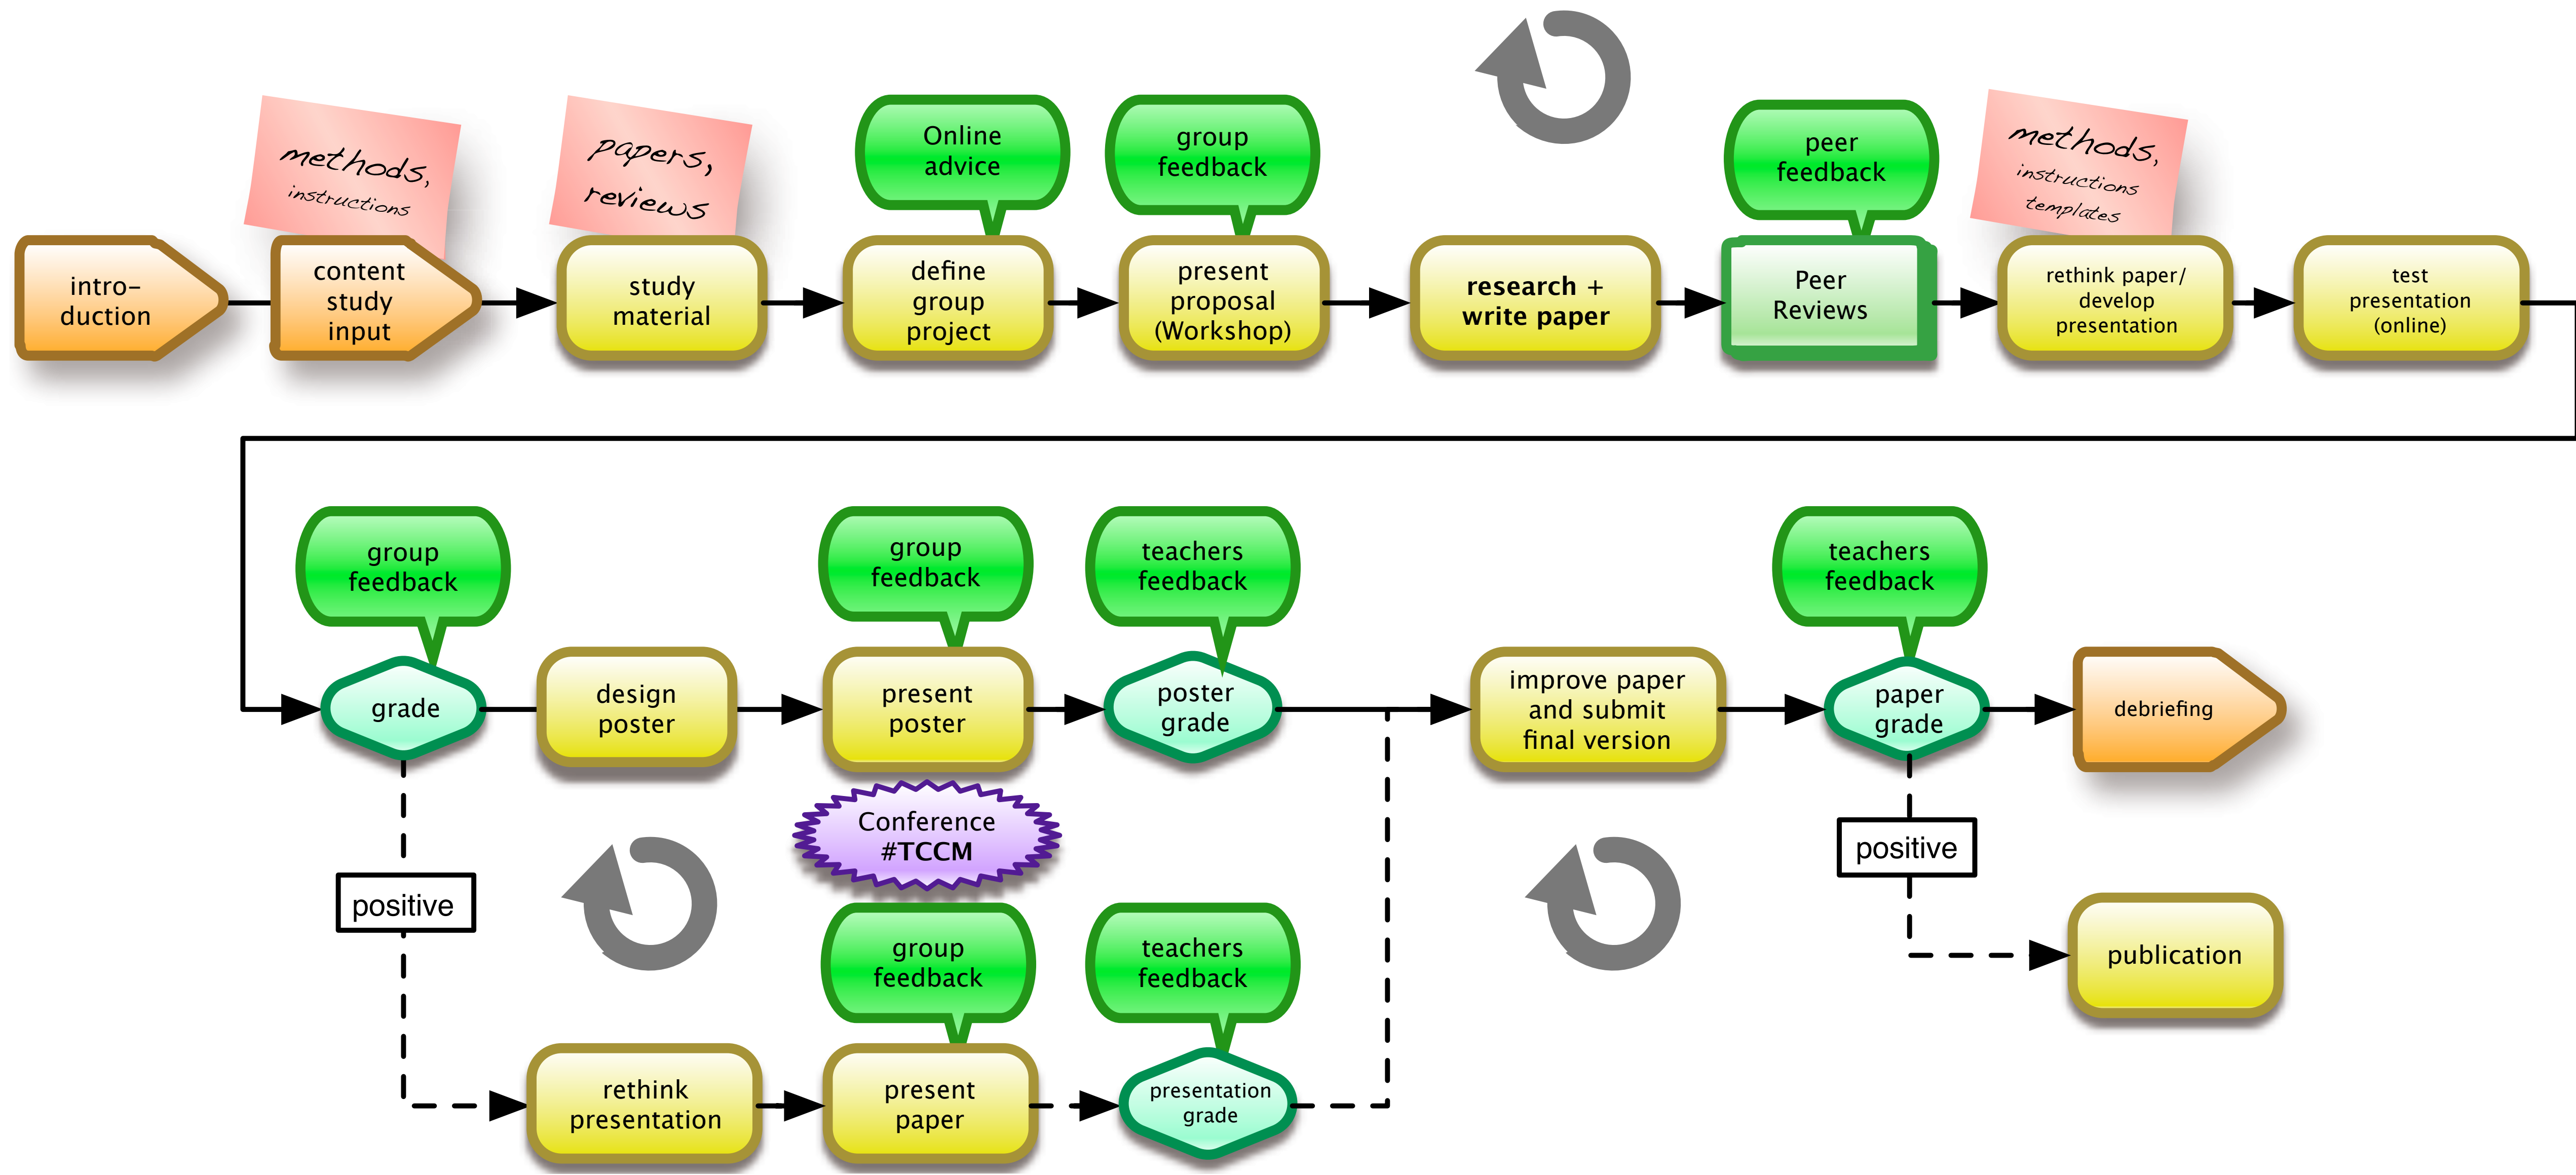 methods,
instructions
papers,
reviews
Online
advice
group
feedback
peer
feedback
methods,
instructions
templates
intro-
duction
content
study
input
study
material
define
group
project
present
proposal
(Workshop)
research +
write paper
Peer
Reviews
rethink paper/
develop
presentation
test
presentation
(online)
group
feedback
group
feedback
teachers
feedback
teachers
feedback
grade
design
poster
present
poster
poster
grade
improve paper
and submit
final version
paper
grade
debriefing
Conference
#TCCM
positive
positive
group
feedback
teachers
feedback
publication
rethink
presentation
present
paper
presentation
grade